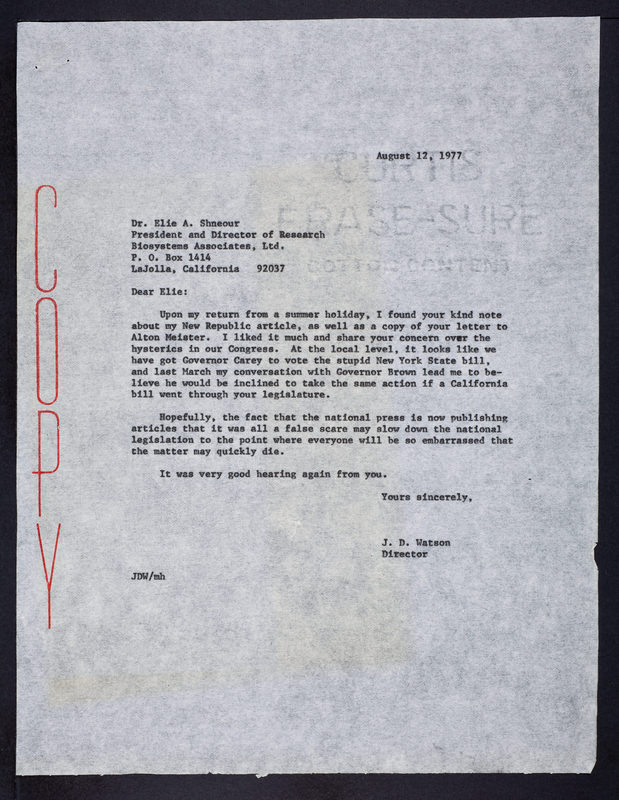 August 12, 1977
CURTIS
ERASE-SURE
COTTON CONTENT
COPY
Dr. Elie A. Shneour
President and Director of Research
Biosystems Associates, Ltd.
P. O. Box 1414
LaJolla, California 92037
Dear Elie:
Upon my return from a summer holiday, I found your kind note
about my New Republic article, as well as a copy of your letter to
Alton Meister. I liked it much and share your concern over the
hysterics in our Congress. At the local level, it looks like we
have got Governor Carey to vote the stupid New York State bill,
and last March my conversation with Governor Brown lead me to be-
lieve he would be inclined to take the same action if a California
bill went through your legislature.
Hopefully, the fact that the national press is now publishing
articles that it was all a false scare may slow down the national
legislation to the point where everyone will be so embarrassed that
the matter may quickly die.
It was very good hearing again from you.
Yours sincerely,
J. D. Watson
Director
JDW/mh